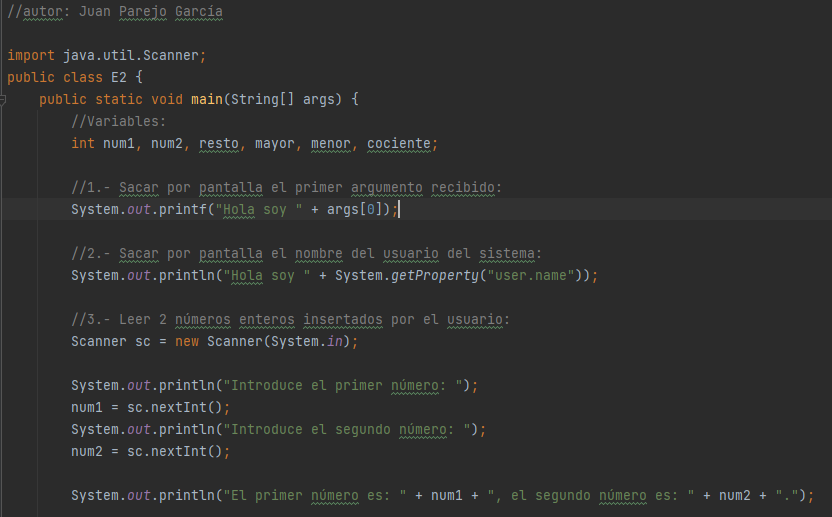 //autor: Juan Parejo García
import java.util.Scanner;
public class E2 {
public static void main(String[] args) {
//Variables:
int num1, num2, resto, mayor, menor, cociente;
//1.- Sacar por pantalla el primer argumento recibido:
System.out.printf("Hola soy " + args[0]);
//2.- Sacar por pantalla el nombre del usuario del sistema:
System.out.println("Hola soy " + System.getProperty("user.name"));
//3.- Leer 2 números enteros insertados por el usuario:
Scanner sc = new Scanner(System.in);
System.out.println("Introduce el primer número: ");
num1 = sc.nextInt();
System.out.println("Introduce el segundo número: ");
num2 = sc.nextInt();
System.out.println("El primer número es: " + num1 + ", el segundo número es: " + num2 + ".");